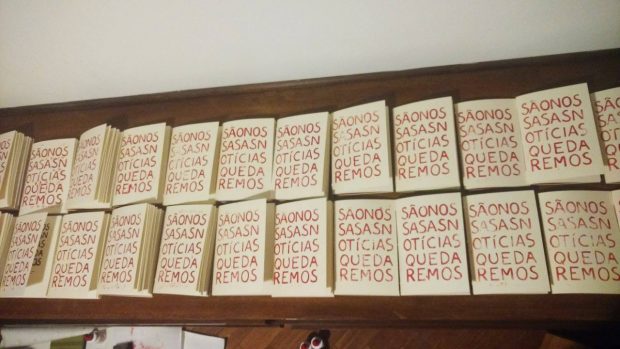 SÃONOS
SASASN
OTÍCIAS
QUEDA
REMOS